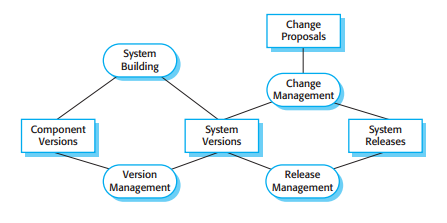 Change
Proposals
System
Building
Change
Management
Component
Versions
System
Versions
System
Releases
Version
Management
Release
Management